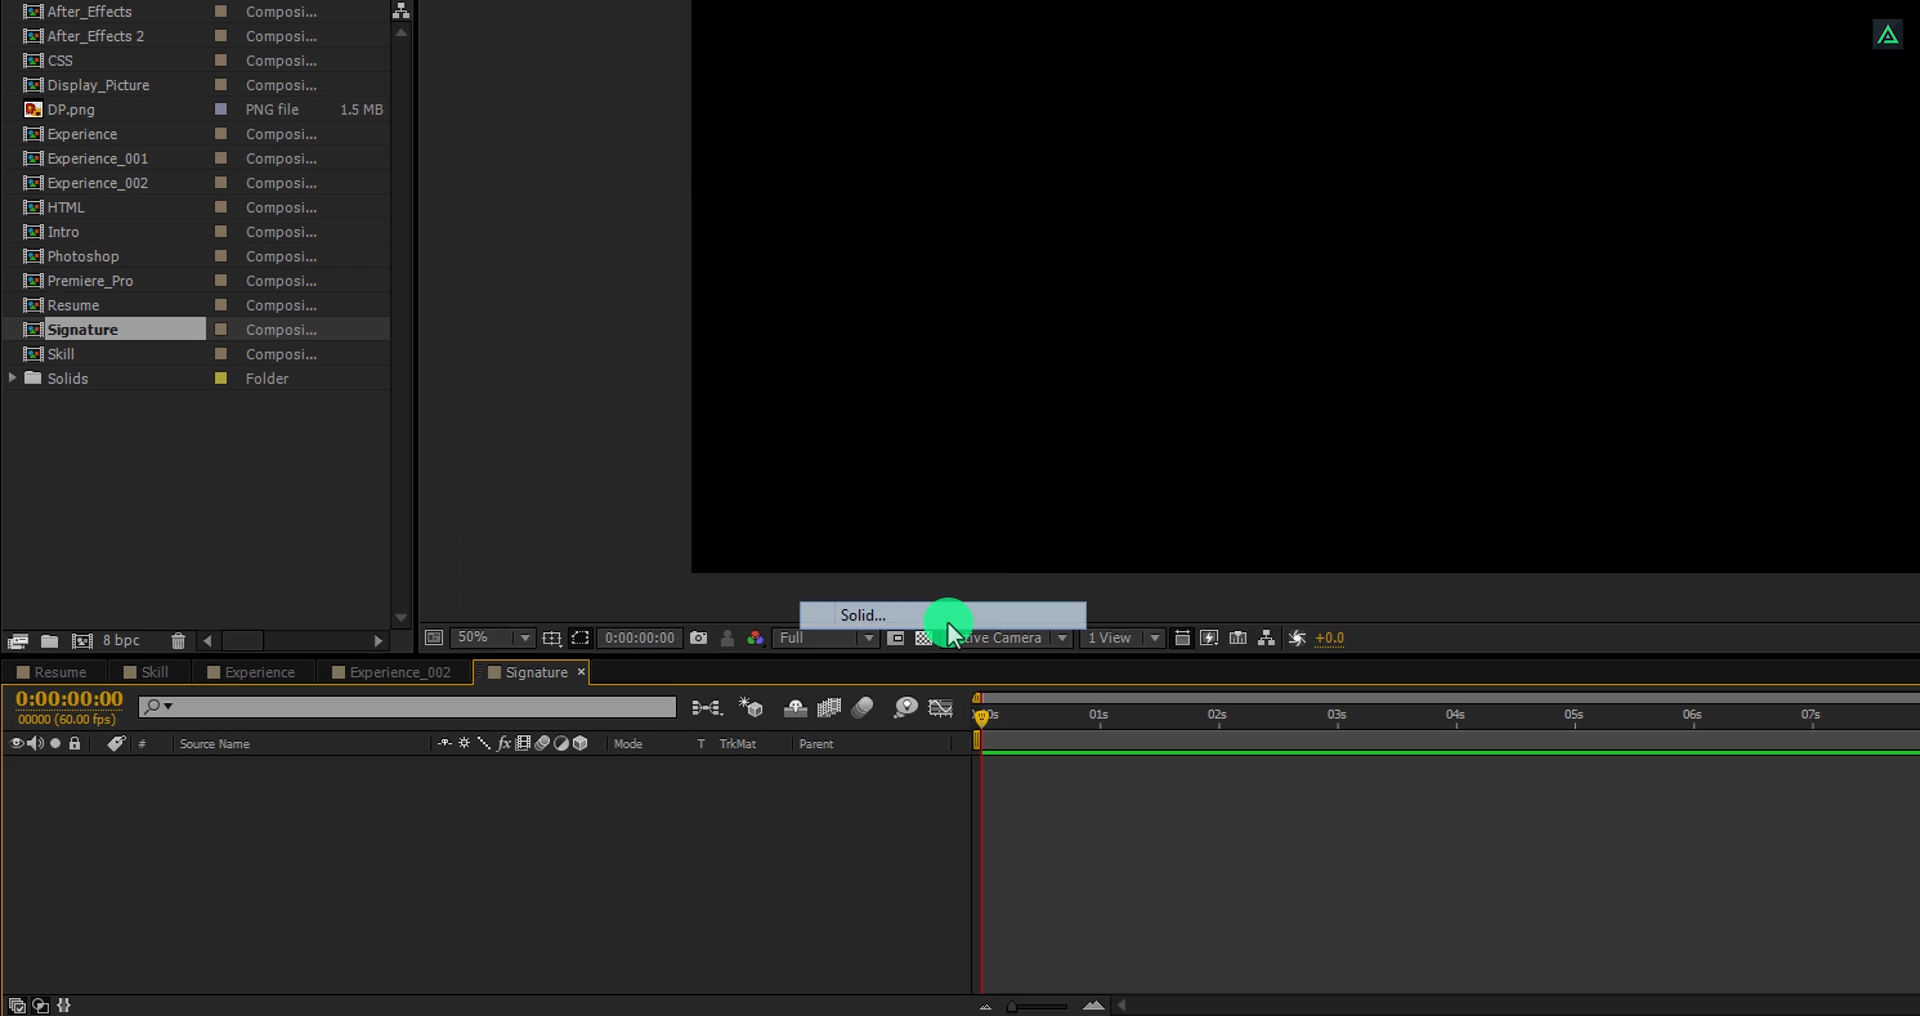 After_Effects Composi...
After_Effects 2 Composi...
CSS Composi...
Display_Picture Composi...
DP.png PNG file 1.5 MB
Experience Composi...
Experience_001 Composi...
Experience_002 Composi...
HTML Composi...
Intro Composi...
Photoshop Composi...
Premiere_Pro Composi...
Resume Composi...
Signature Composi...
Skill Composi...
Solids Folder
Solid...
8 bpc 50% 0:00:00:00 Full Camera 1 View +0.0
Resume Skill Experience Experience_002 Signature ×
0:00:00:00
00000 (60.00 fps)
01s 02s 03s 04s 05s 06s 07s
# Source Name fx Mode T TrkMat Parent